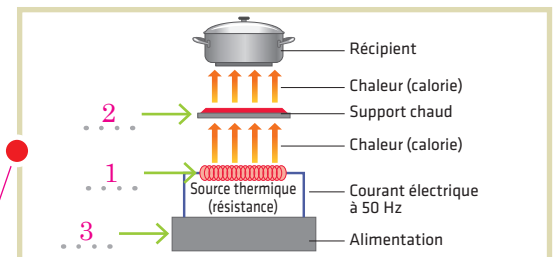 Récipient
Chaleur (calorie)
2
Support chaud
Chaleur (calorie)
1
Source thermique
(résistance)
Courant électrique
à 50 Hz
3
Alimentation